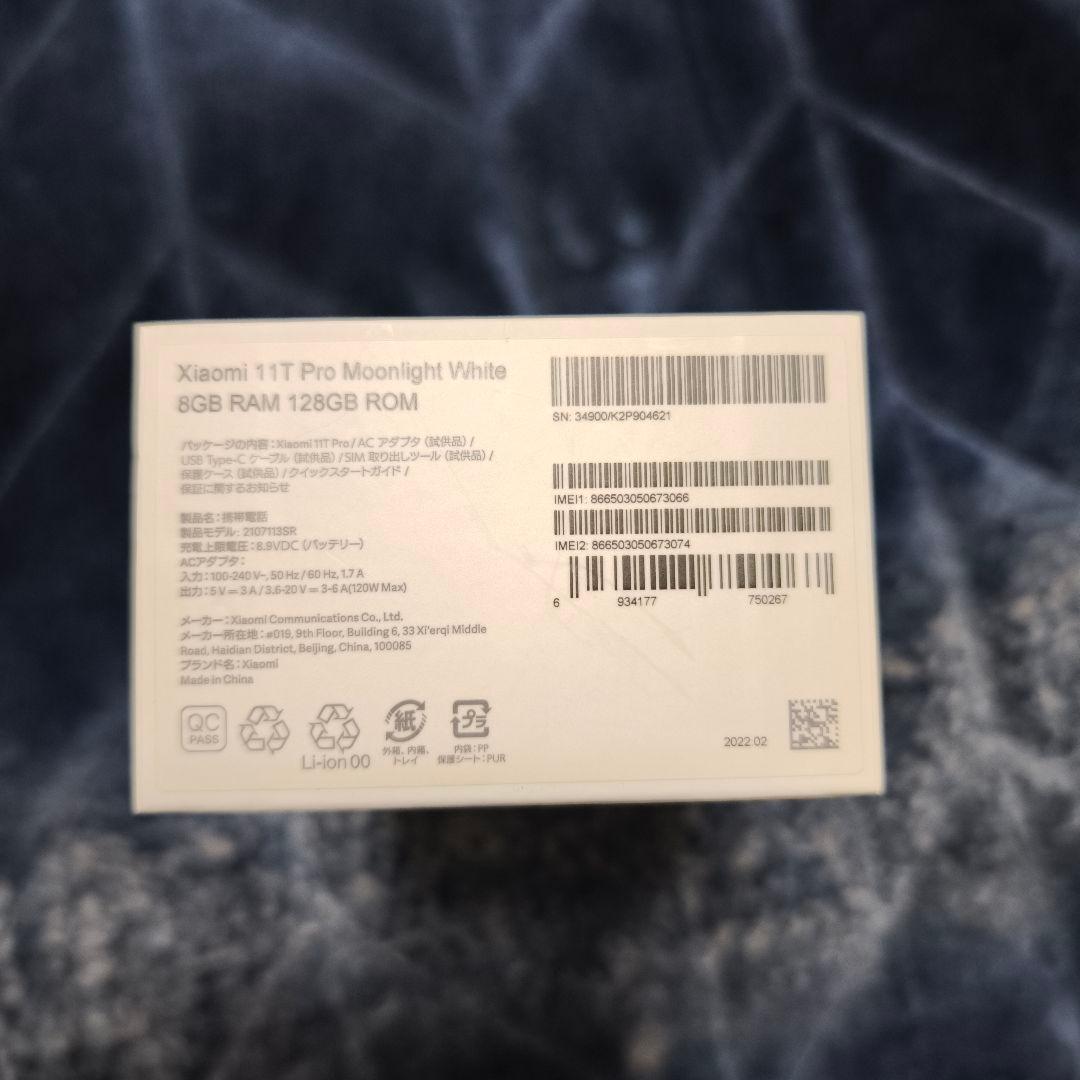 Xiaomi 11T Pro Moonlight White
8GB RAM 128GB ROM
パッケージの内容：Xiaomi 11T Pro / AC アダプタ（試供品）/
USB Type-C ケーブル（試供品）/ SIM 取り出しツール（試供品）/
保護ケース（試供品）/ クイックスタートガイド /
保証に関するお知らせ
製品名：携帯電話
製品モデル: 2107113SR
充電上限電圧：8.9VDC（バッテリー）
ACアダプタ：
入力：100-240 V~, 50 Hz / 60 Hz, 1.7 A
出力：5 V ⎓ 3 A / 3.6-20 V ⎓ 3-6 A(120W Max)
メーカー：Xiaomi Communications Co., Ltd.
メーカー所在地：#019, 9th Floor, Building 6, 33 Xi'erqi Middle
Road, Haidian District, Beijing, China, 100085
ブランド名：Xiaomi
Made in China
QC
PASS
Li-ion 00
紙
外箱、内箱、
トレイ
プラ
内袋：PP
保護シート：PUR
SN: 34900/K2P904621
IMEI1: 866503050673066
IMEI2: 866503050673074
6 934177 750267
2022.02